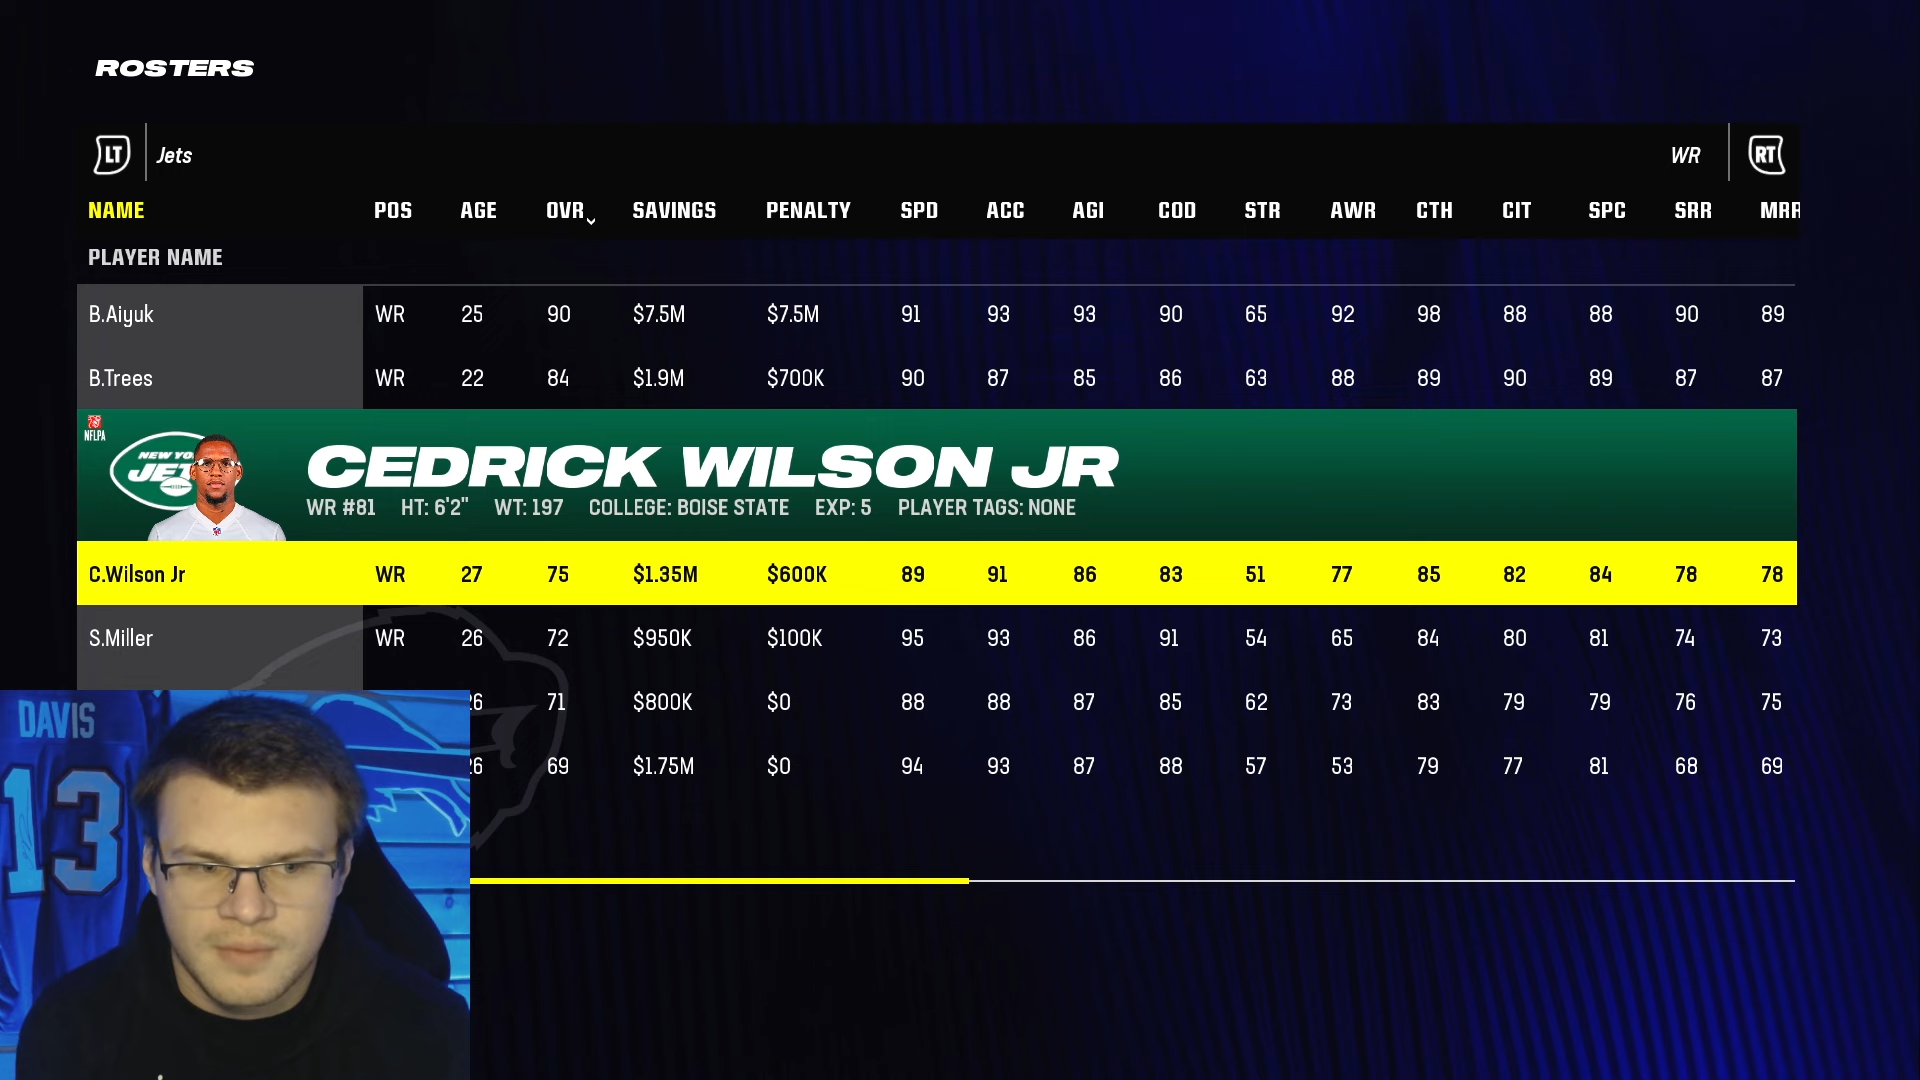 ROSTERS
LT Jets WR RT
NAME POS AGE OVR SAVINGS PENALTY SPD ACC AGI COD STR AWR CTH CIT SPC SRR MRR
PLAYER NAME
B.Aiyuk WR 25 90 $7.5M $7.5M 91 93 93 90 65 92 98 88 88 90 89
B.Trees WR 22 84 $1.9M $700K 90 87 85 86 63 88 89 90 89 87 87
NFLPA
NEW YO
JET
CEDRICK WILSON JR
WR #81 HT: 6'2" WT: 197 COLLEGE: BOISE STATE EXP: 5 PLAYER TAGS: NONE
C.Wilson Jr WR 27 75 $1.35M $600K 89 91 86 83 51 77 85 82 84 78 78
S.Miller WR 26 72 $950K $100K 95 93 86 91 54 65 84 80 81 74 73
26 71 $800K $0 88 88 87 85 62 73 83 79 79 76 75
26 69 $1.75M $0 94 93 87 88 57 53 79 77 81 68 69
DAVIS
13